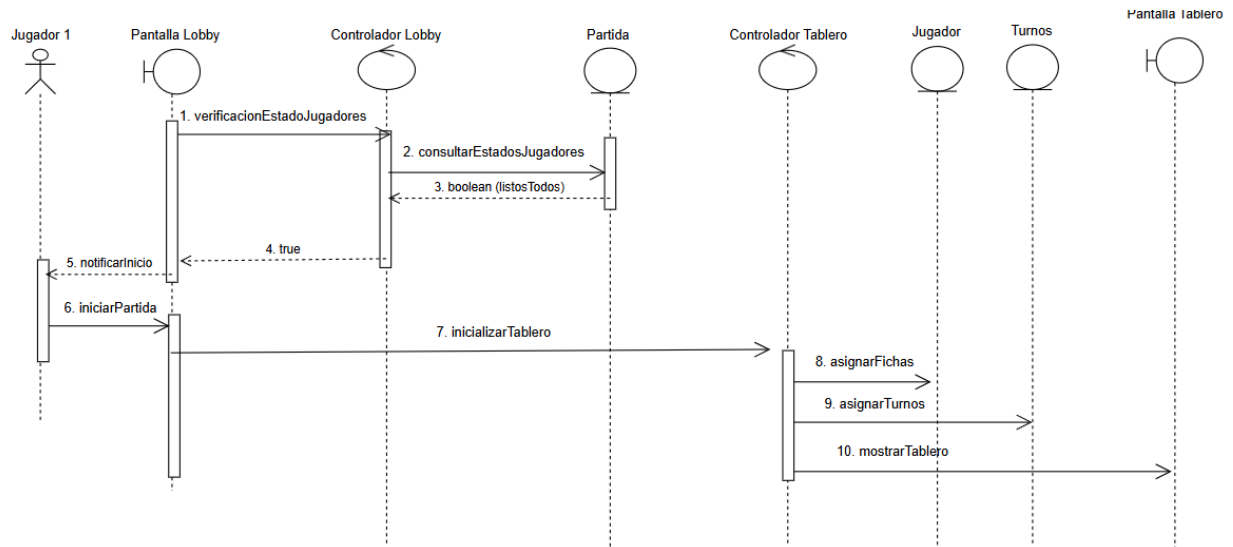 Pantalla Tablero
Jugador 1
Pantalla Lobby
Controlador Lobby
Partida
Controlador Tablero
Jugador
Turnos
1. verificacionEstadoJugadores
2. consultarEstadosJugadores
3. boolean (listosTodos)
4. true
5. notificarInicio
6. iniciarPartida
7. inicializarTablero
8. asignarFichas
9. asignarTurnos
10. mostrarTablero